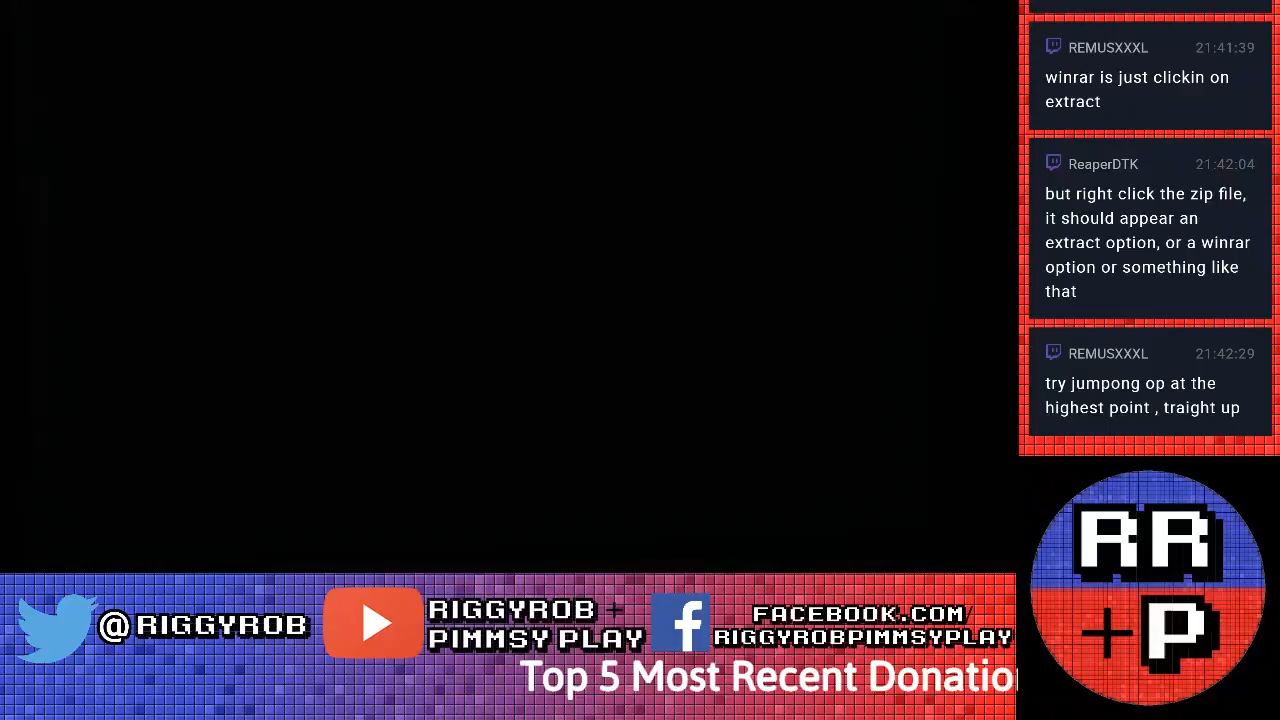 REMUSXXXL 21:41:39
winrar is just clickin on
extract
ReaperDTK 21:42:04
but right click the zip file,
it should appear an
extract option, or a winrar
option or something like
that
REMUSXXXL 21:42:29
try jumpong op at the
highest point , traight up
RR
+P
@RIGGYROB
RIGGYROB +
PIMMSY PLAY
f
FACEBOOK.COM/
RIGGYROBPIMMSYPLAY
Top 5 Most Recent Donatio